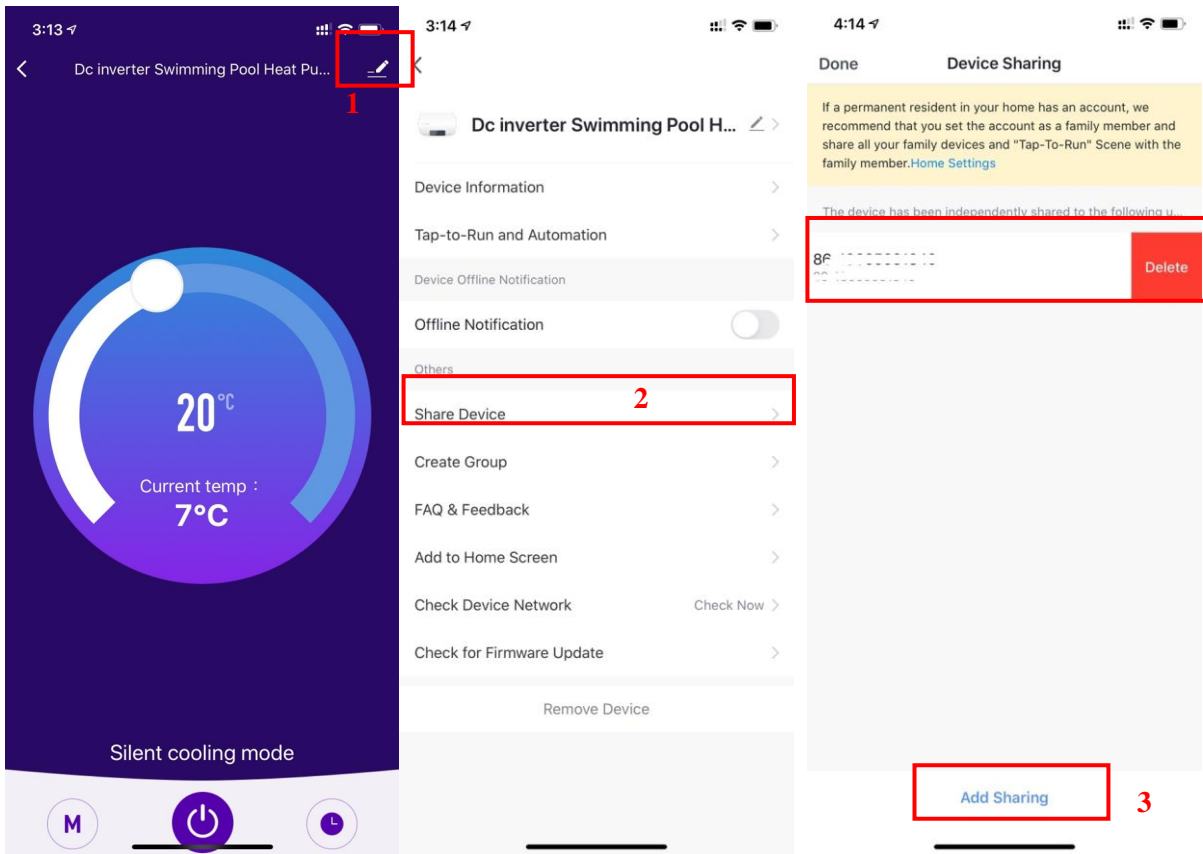 3:13
Dc inverter Swimming Pool Heat Pu...
1
20°C
Current temp :
7°C
Silent cooling mode
M
3:14
Dc inverter Swimming Pool H...
Device Information
Tap-to-Run and Automation
Device Offline Notification
Offline Notification
Others
2
Share Device
Create Group
FAQ & Feedback
Add to Home Screen
Check Device Network Check Now
Check for Firmware Update
Remove Device
4:14
Done Device Sharing
If a permanent resident in your home has an account, we
recommend that you set the account as a family member and
share all your family devices and "Tap-To-Run" Scene with the
family member.Home Settings
The device has been independently shared to the following u...
Delete
Add Sharing
3